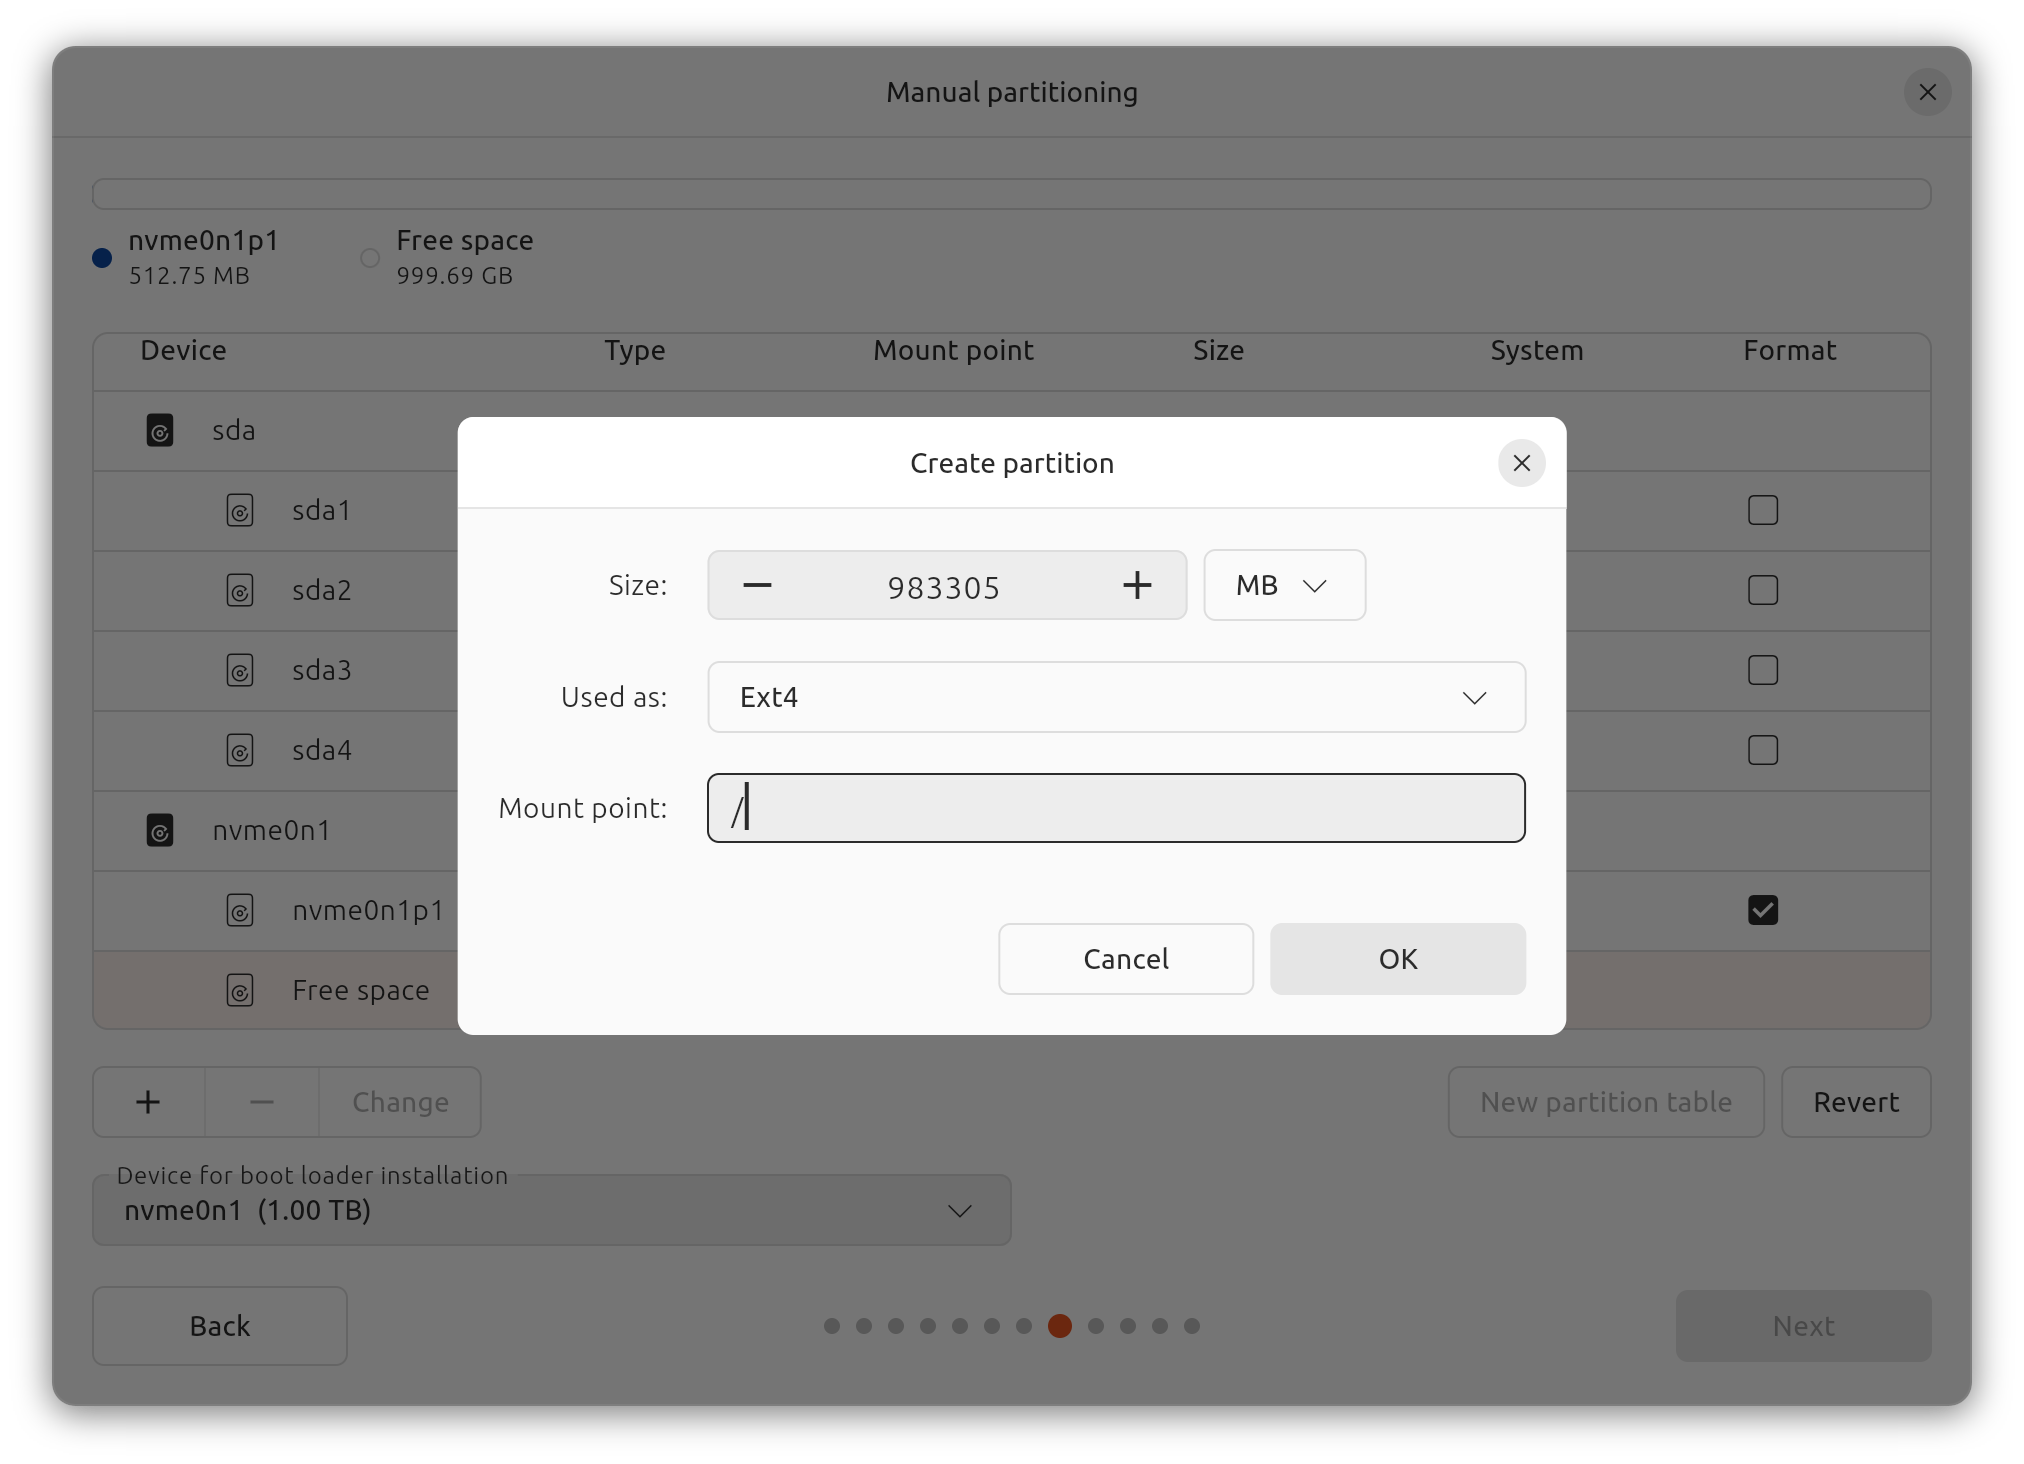 Manual partitioning
nvme0n1p1
512.75 MB
Free space
999.69 GB
Device Type Mount point Size System Format
sda
sda1
sda2
sda3
sda4
nvme0n1
nvme0n1p1
Free space
Create partition
Size: 983305 MB
Used as: Ext4
Mount point: /
Cancel OK
Change New partition table Revert
Device for boot loader installation
nvme0n1 (1.00 TB)
Back Next